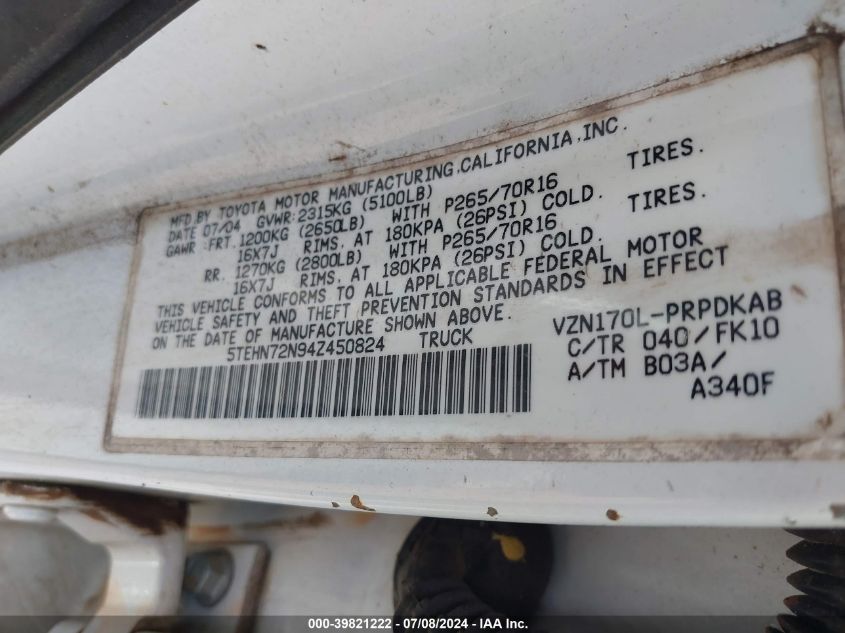 MFD BY TOYOTA MOTOR MANUFACTURING,CALIFORNIA,INC.
DATE 07/04 GVWR:2315KG (5100LB)
GAWR :FRT.1200KG (2650LB) WITH P265/70R16 TIRES.
16X7J RIMS, AT 180KPA (26PSI) COLD.
RR. 1270KG (2800LB) WITH P265/70R16 TIRES.
16X7J RIMS, AT 180KPA (26PSI) COLD.
THIS VEHICLE CONFORMS TO ALL APPLICABLE FEDERAL MOTOR
VEHICLE SAFETY AND THEFT PREVENTION STANDARDS IN EFFECT
ON THE DATE OF MANUFACTURE SHOWN ABOVE.
5TEHN72N94Z450824 TRUCK
VZN170L-PRPDKAB
C/TR 040/FK10
A/TM B03A/
A340F
000-39821222 - 07/08/2024 - IAA Inc.